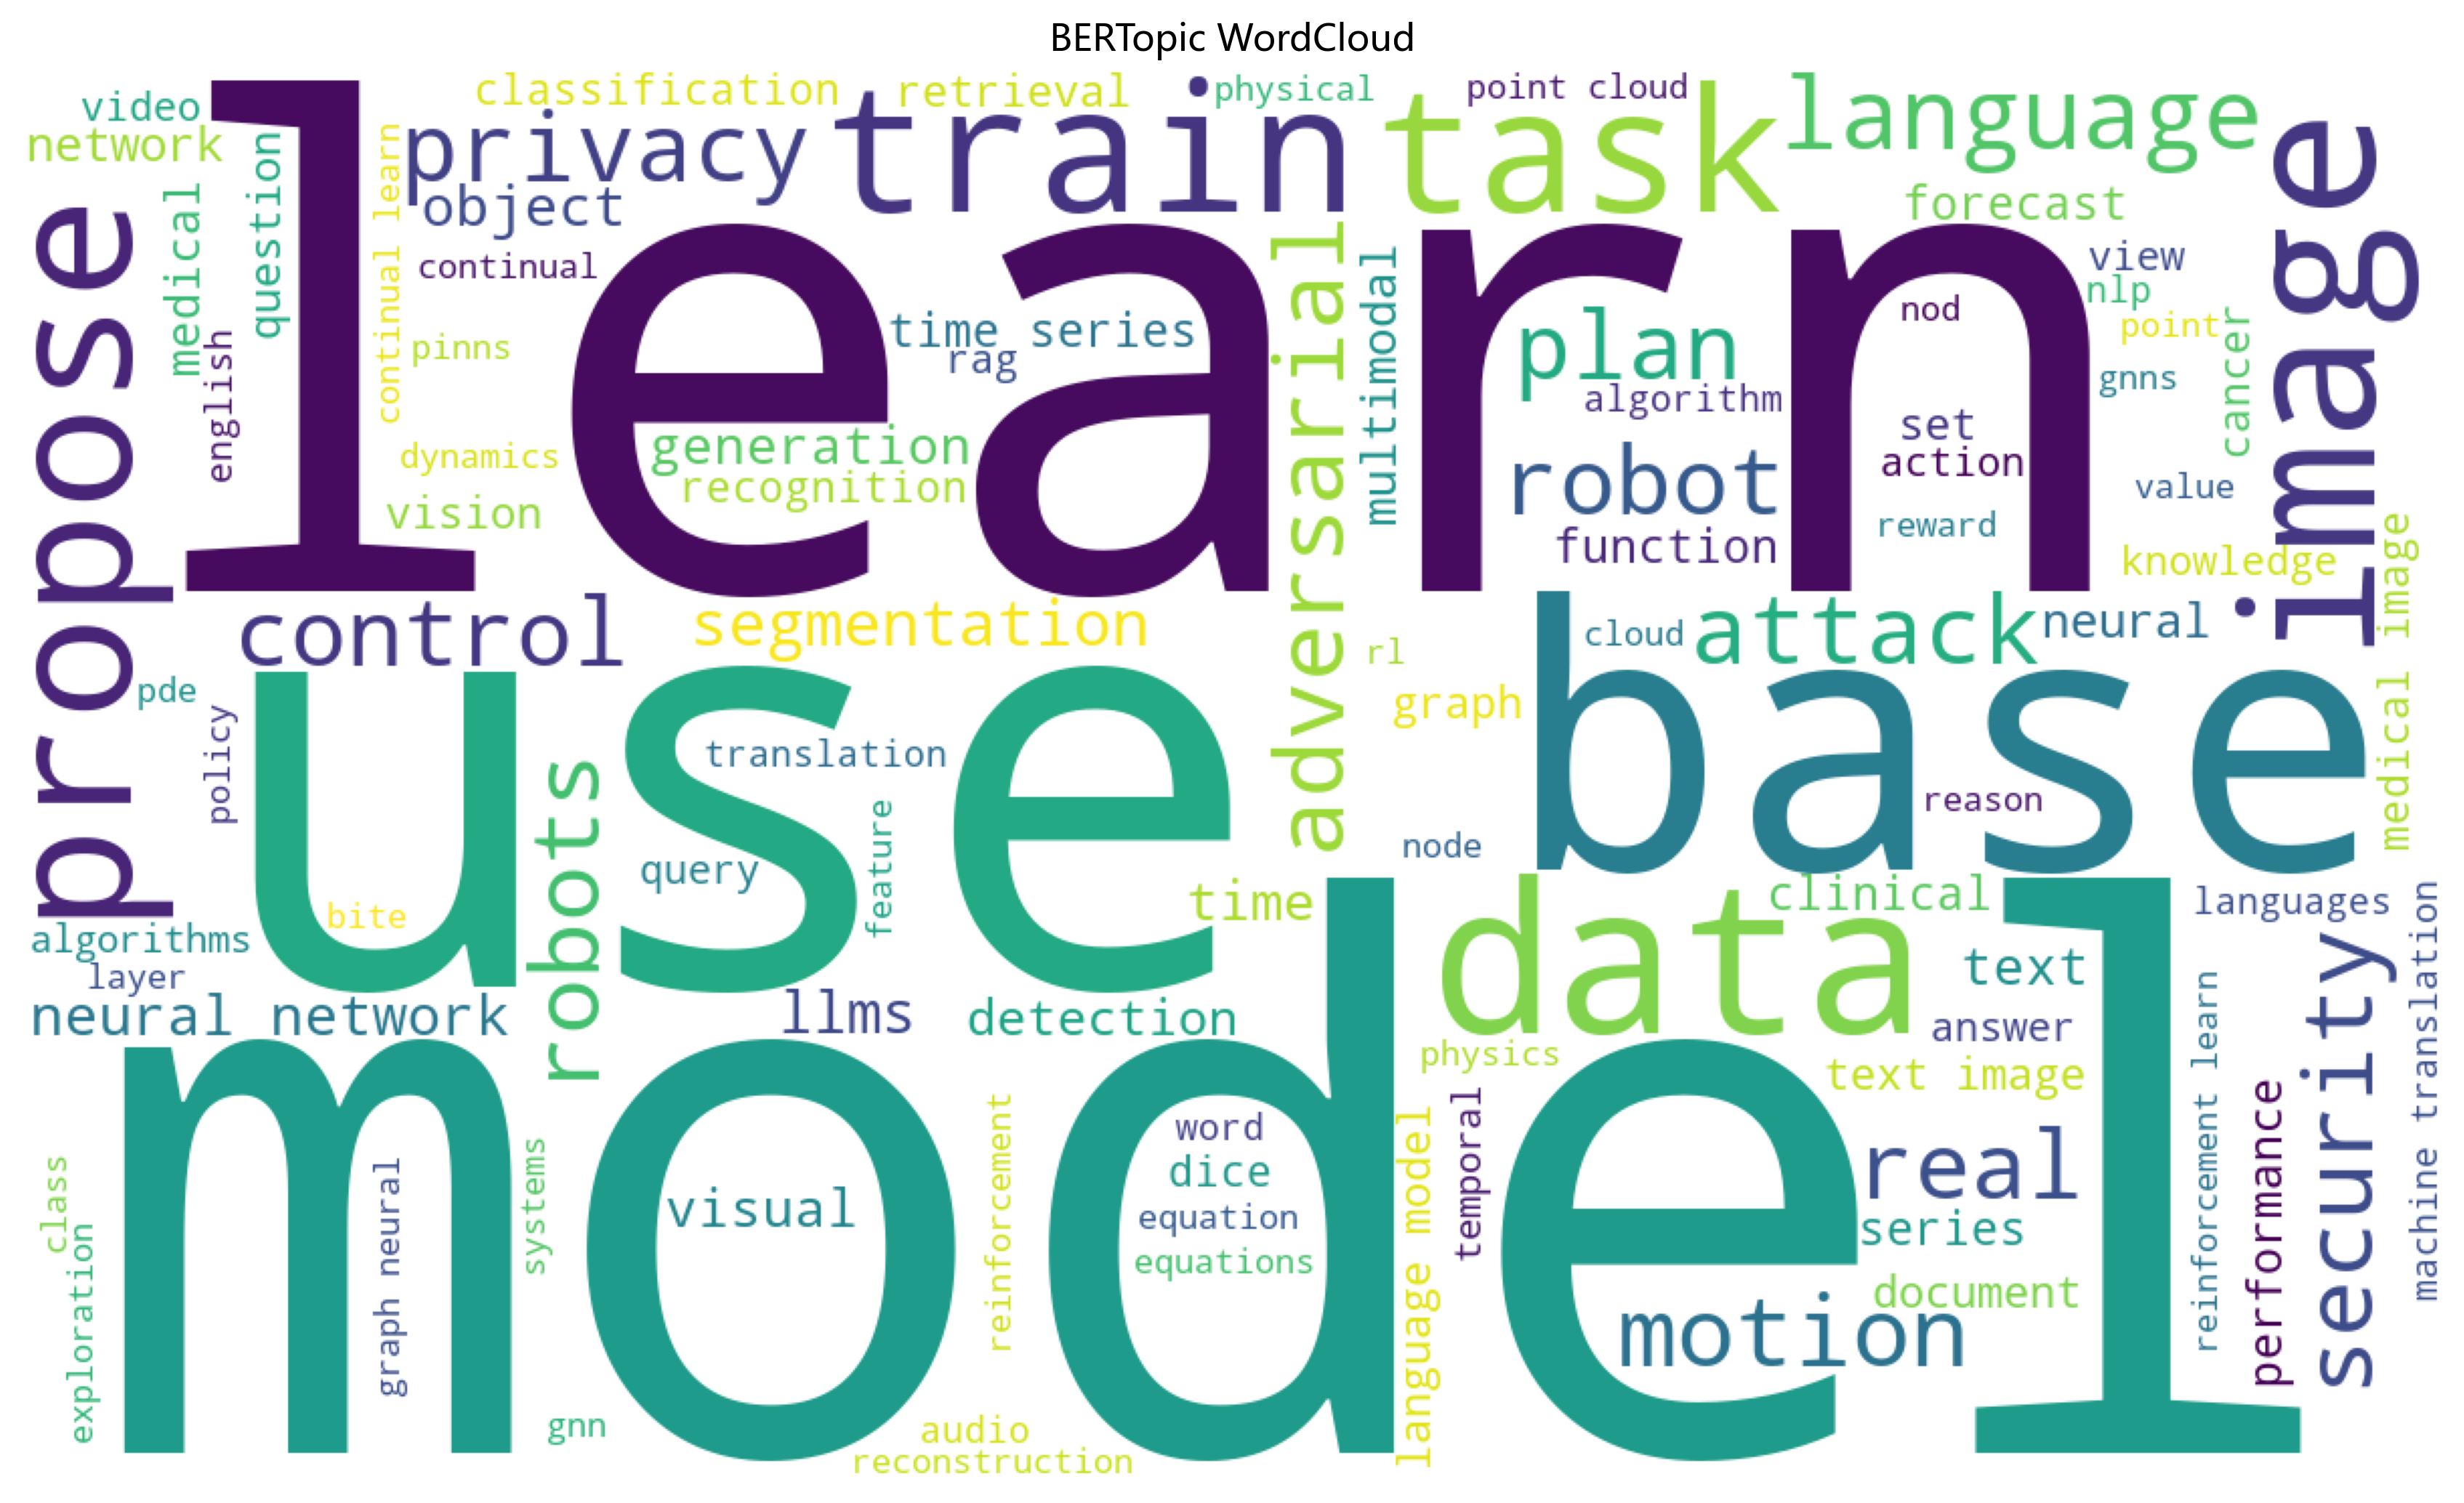 BERTopic WordCloud
video
classification
retrieval
physical
point cloud
language
network
privacy
train
task
object
forecast
image
propose
learn
medical
question
english
continual learn
continual
pinns
dynamics
vision
time series
rag
generation
recognition
adversarial
multimodal
plan
algorithm
robot
function
nod
set
action
reward
view
nlp
point
gnns
cancer
value
knowledge
medical image
control
segmentation
rl
cloud
attack
neural
pde
policy
use
translation
query
feature
robots
graph
node
base
reason
bite
algorithms
layer
neural network
time
data
clinical
languages
text
llms
detection
answer
physics
text image
security
machine translation
reinforcement learn
performance
model
class
exploration
graph neural
systems
visual
reinforcement
word
dice
equation
equations
language model
temporal
real
series
document
motion
gnn
audio
reconstruction